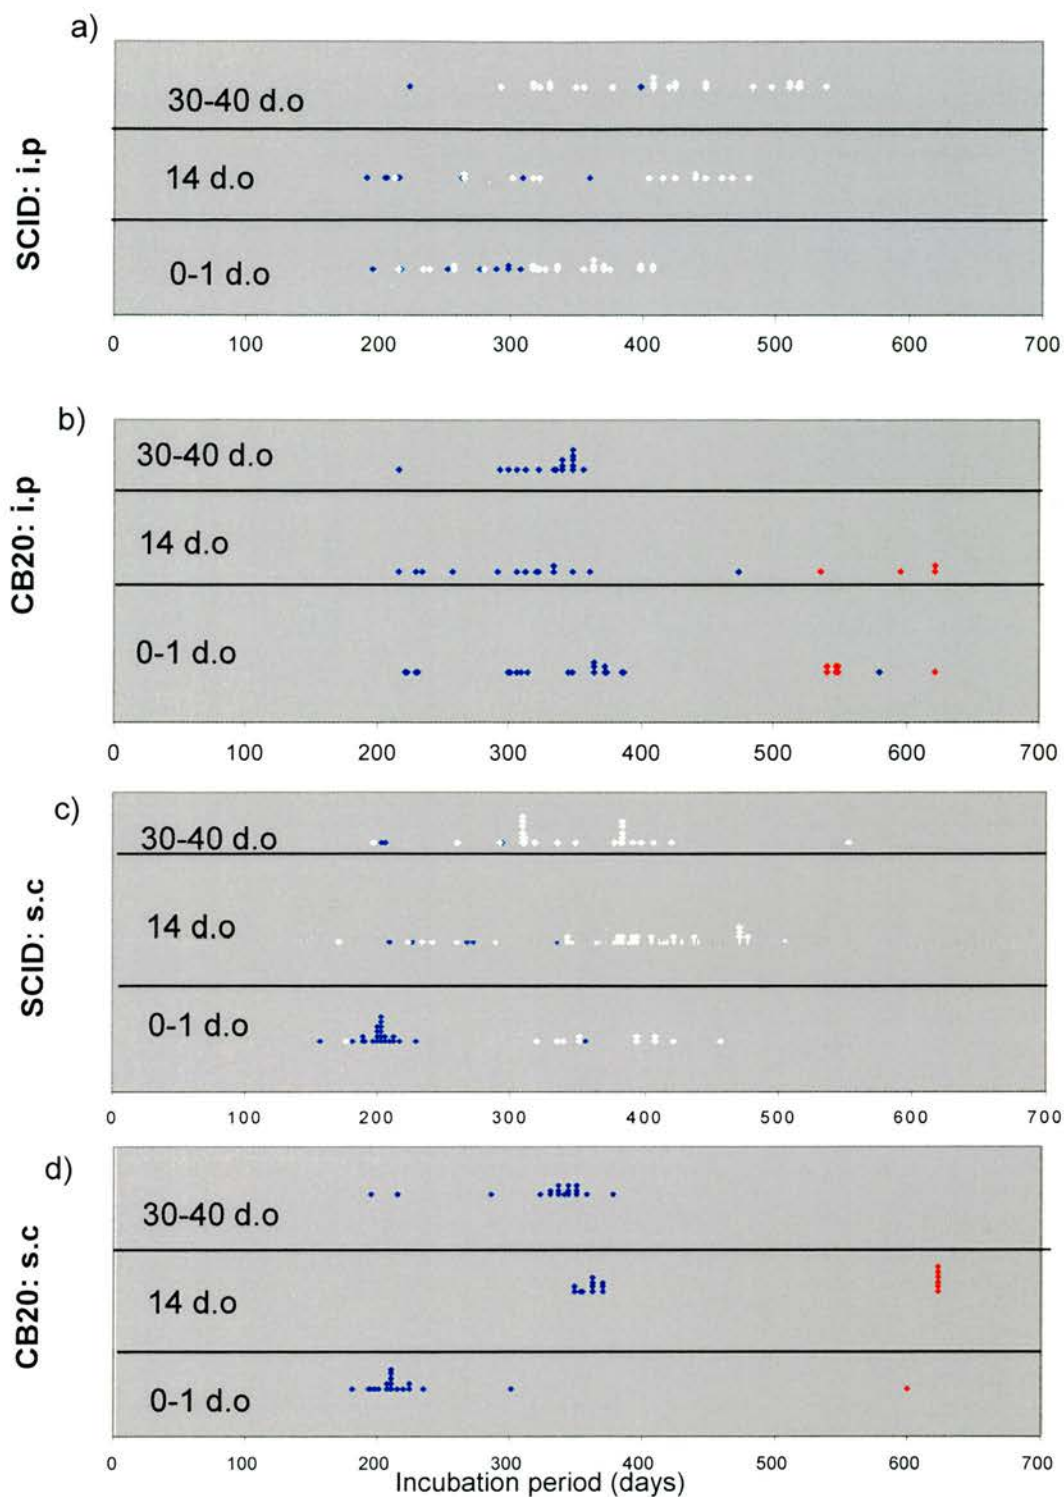 a)
SCID: i.p
30-40 d.o
14 d.o
0-1 d.o
0 100 200 300 400 500 600 700
b)
CB20: i.p
30-40 d.o
14 d.o
0-1 d.o
0 100 200 300 400 500 600 700
c)
SCID: s.c
30-40 d.o
14 d.o
0-1 d.o
0 100 200 300 400 500 600 700
d)
CB20: s.c
30-40 d.o
14 d.o
0-1 d.o
0 100 200 300 400 500 600 700
Incubation period (days)